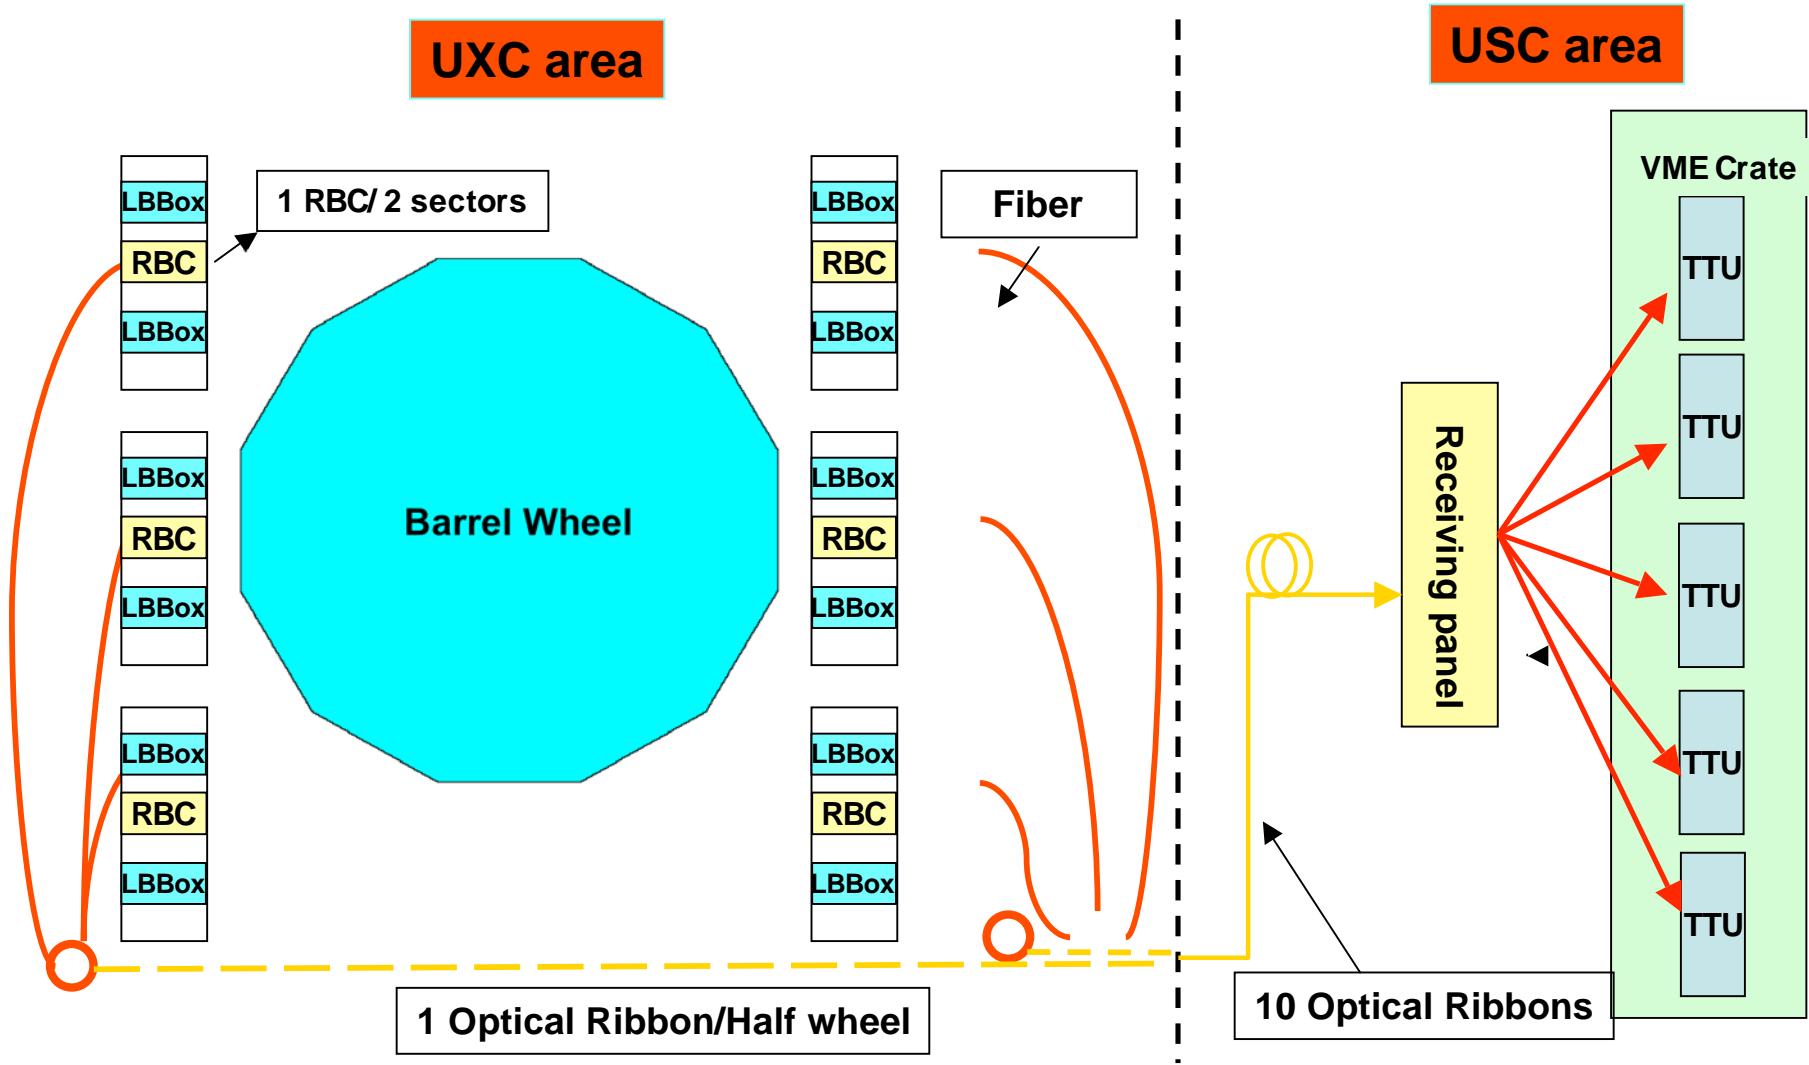 UXC area
USC area
LBBox
RBC
LBBox
1 RBC/ 2 sectors
LBBox
RBC
LBBox
Fiber
VME Crate
TTU
TTU
TTU
TTU
TTU
LBBox
RBC
LBBox
Barrel Wheel
LBBox
RBC
LBBox
Receiving panel
LBBox
RBC
LBBox
LBBox
RBC
LBBox
1 Optical Ribbon/Half wheel
10 Optical Ribbons